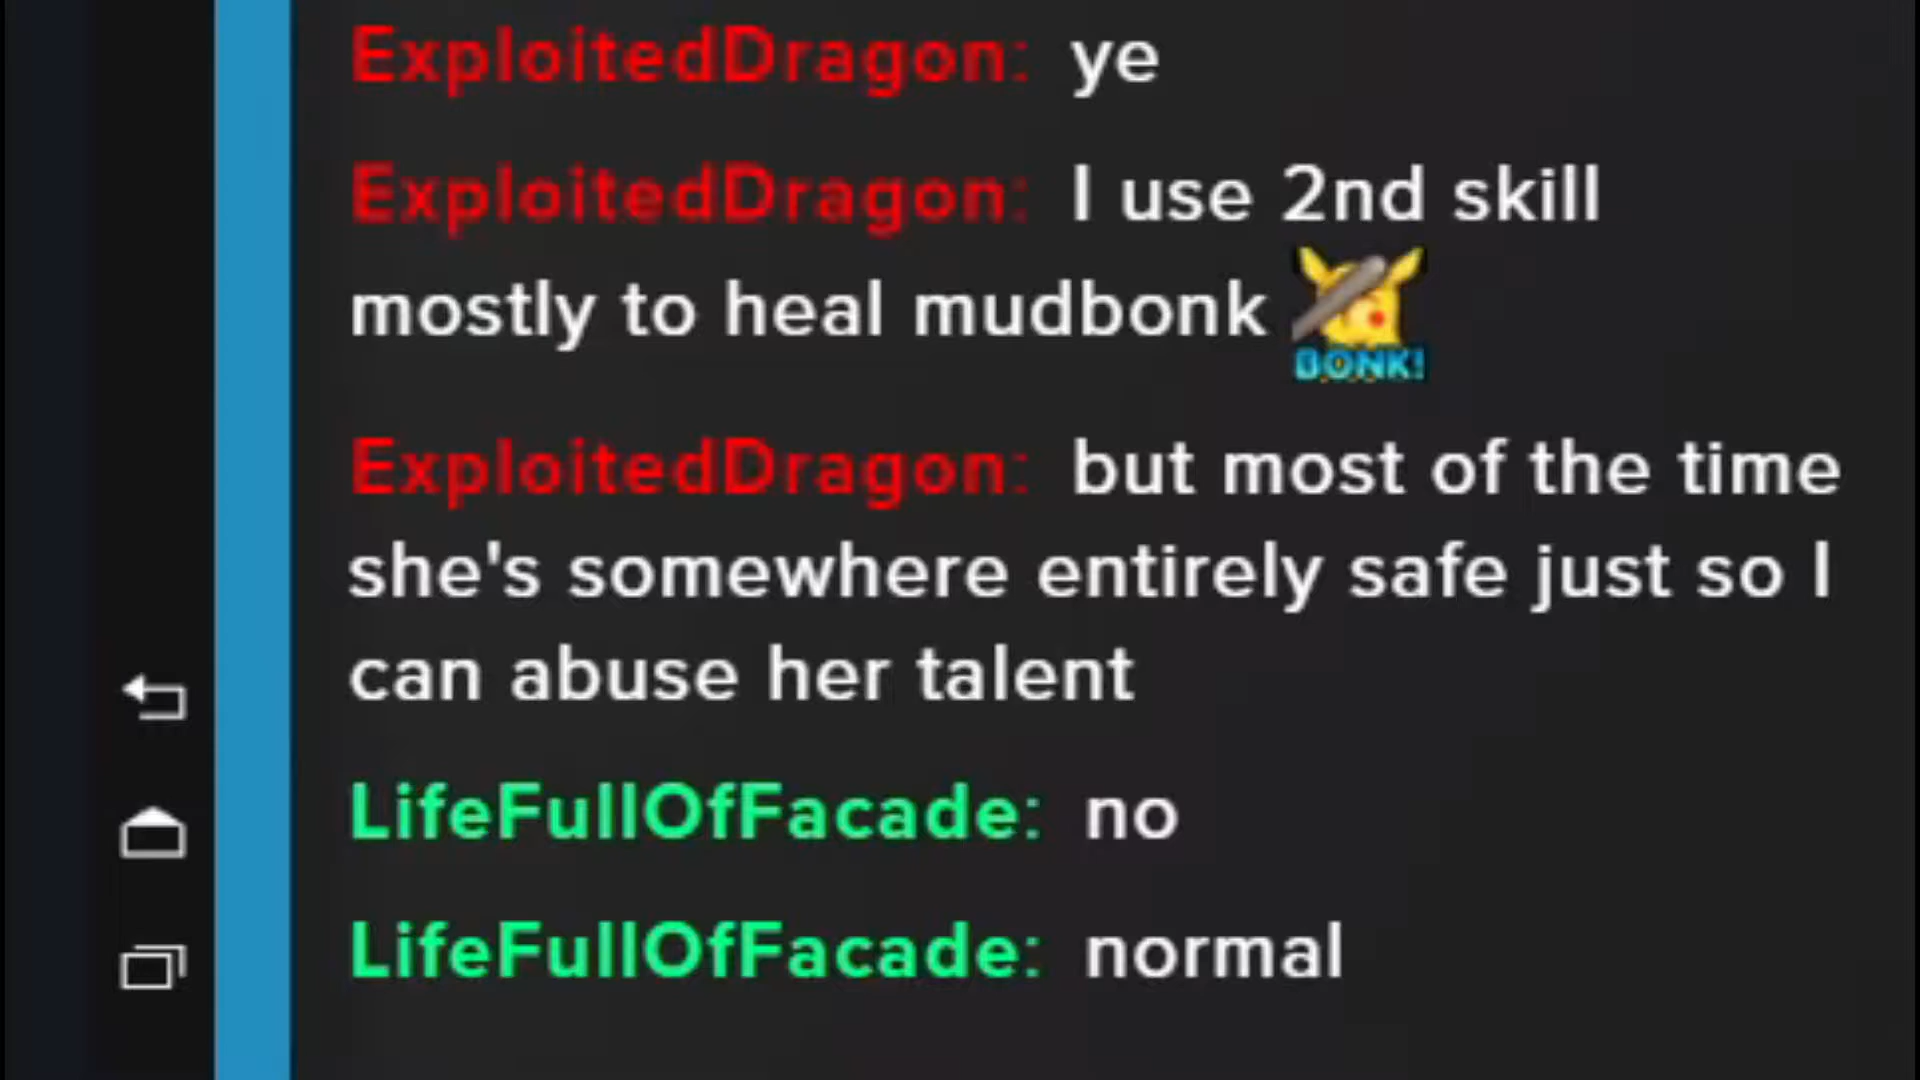 ExploitedDragon: ye
ExploitedDragon: I use 2nd skill
mostly to heal mudbonk BONK!
ExploitedDragon: but most of the time
she's somewhere entirely safe just so I
can abuse her talent
LifeFullOfFacade: no
LifeFullOfFacade: normal